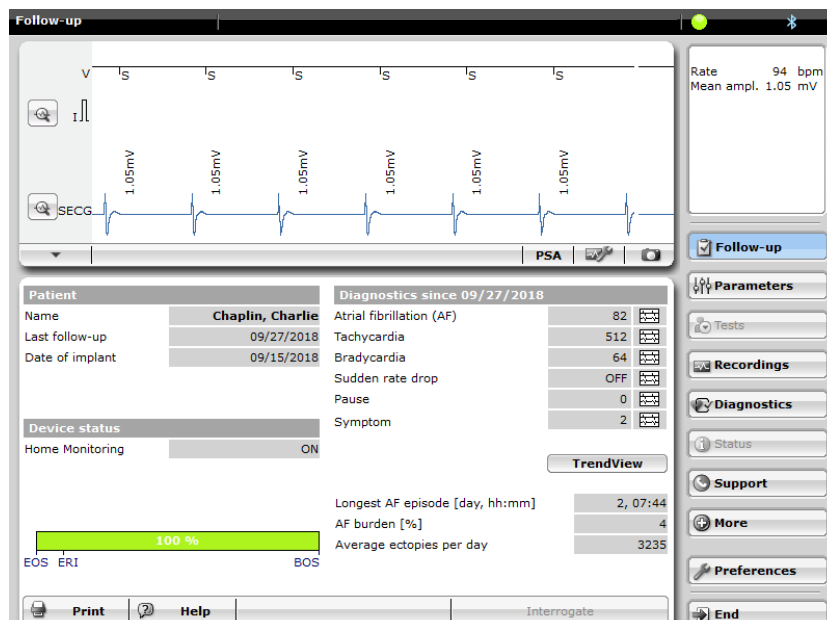 Follow-up
V S S S S S S
I
1.05mV 1.05mV 1.05mV 1.05mV 1.05mV 1.05mV
SECG
PSA
Rate 94 bpm
Mean ampl. 1.05 mV
Follow-up
Parameters
Tests
Recordings
Diagnostics
Status
Support
More
Preferences
End
Patient
Name Chaplin, Charlie
Last follow-up 09/27/2018
Date of implant 09/15/2018
Device status
Home Monitoring ON
100 %
EOS ERI BOS
Diagnostics since 09/27/2018
Atrial fibrillation (AF) 82
Tachycardia 512
Bradycardia 64
Sudden rate drop OFF
Pause 0
Symptom 2
TrendView
Longest AF episode [day, hh:mm] 2, 07:44
AF burden [%] 4
Average ectopies per day 3235
Print Help Interrogate